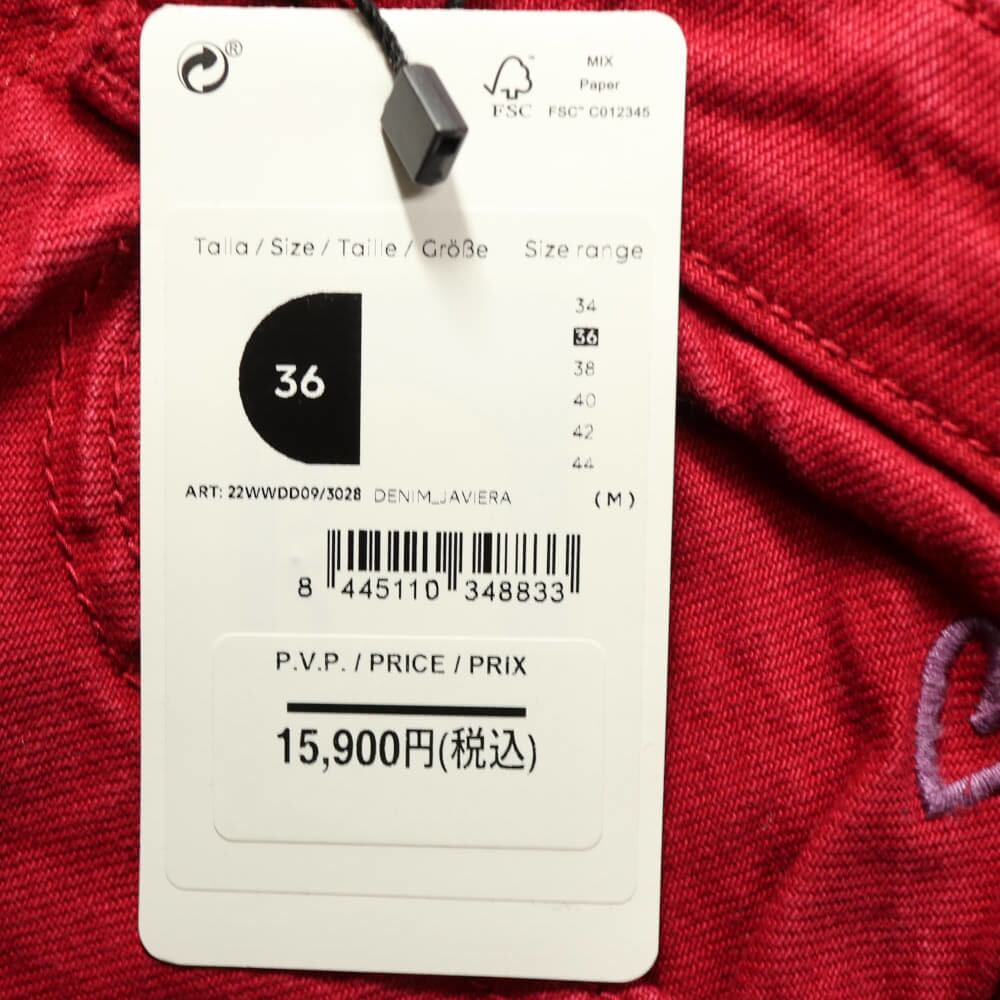 ®
MIX
Paper
FSC™ C012345
FSC
Talla / Size / Taille / Größe
Size range
34
36
38
40
42
44
36
ART: 22WWDD09/3028 DENIM_JAVIERA (M)
8 445110 348833
P.V.P. / PRICE / PRIX
15,900円(税込)